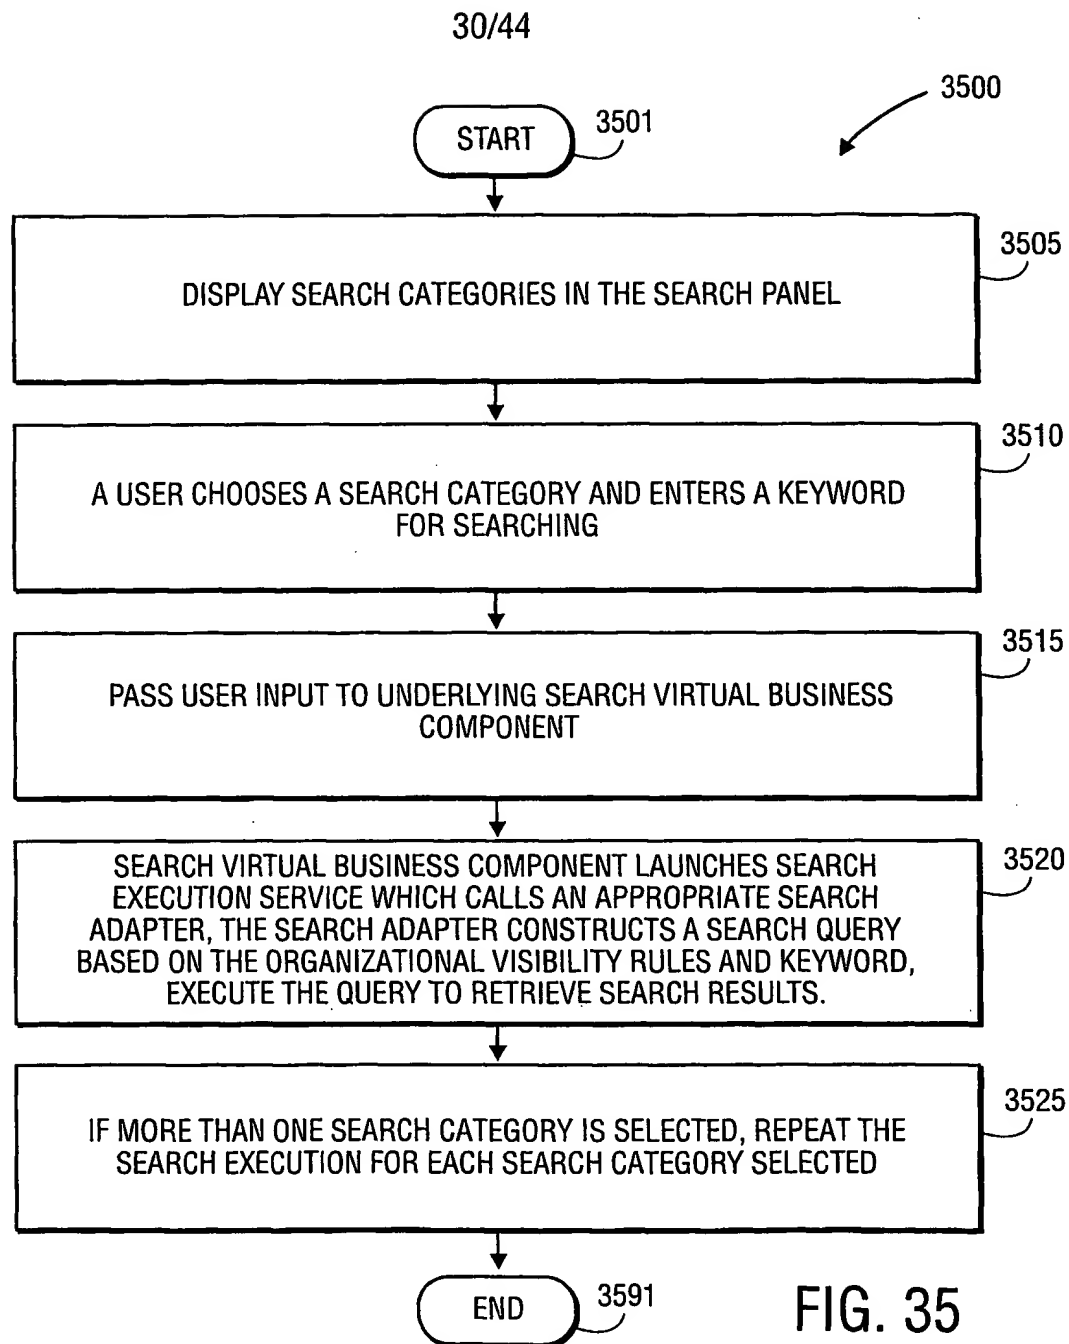 30/44
3500
START
3501
DISPLAY SEARCH CATEGORIES IN THE SEARCH PANEL
3505
A USER CHOOSES A SEARCH CATEGORY AND ENTERS A KEYWORD
FOR SEARCHING
3510
PASS USER INPUT TO UNDERLYING SEARCH VIRTUAL BUSINESS
COMPONENT
3515
SEARCH VIRTUAL BUSINESS COMPONENT LAUNCHES SEARCH
EXECUTION SERVICE WHICH CALLS AN APPROPRIATE SEARCH
ADAPTER, THE SEARCH ADAPTER CONSTRUCTS A SEARCH QUERY
BASED ON THE ORGANIZATIONAL VISIBILITY RULES AND KEYWORD,
EXECUTE THE QUERY TO RETRIEVE SEARCH RESULTS.
3520
IF MORE THAN ONE SEARCH CATEGORY IS SELECTED, REPEAT THE
SEARCH EXECUTION FOR EACH SEARCH CATEGORY SELECTED
3525
END
3591
FIG. 35